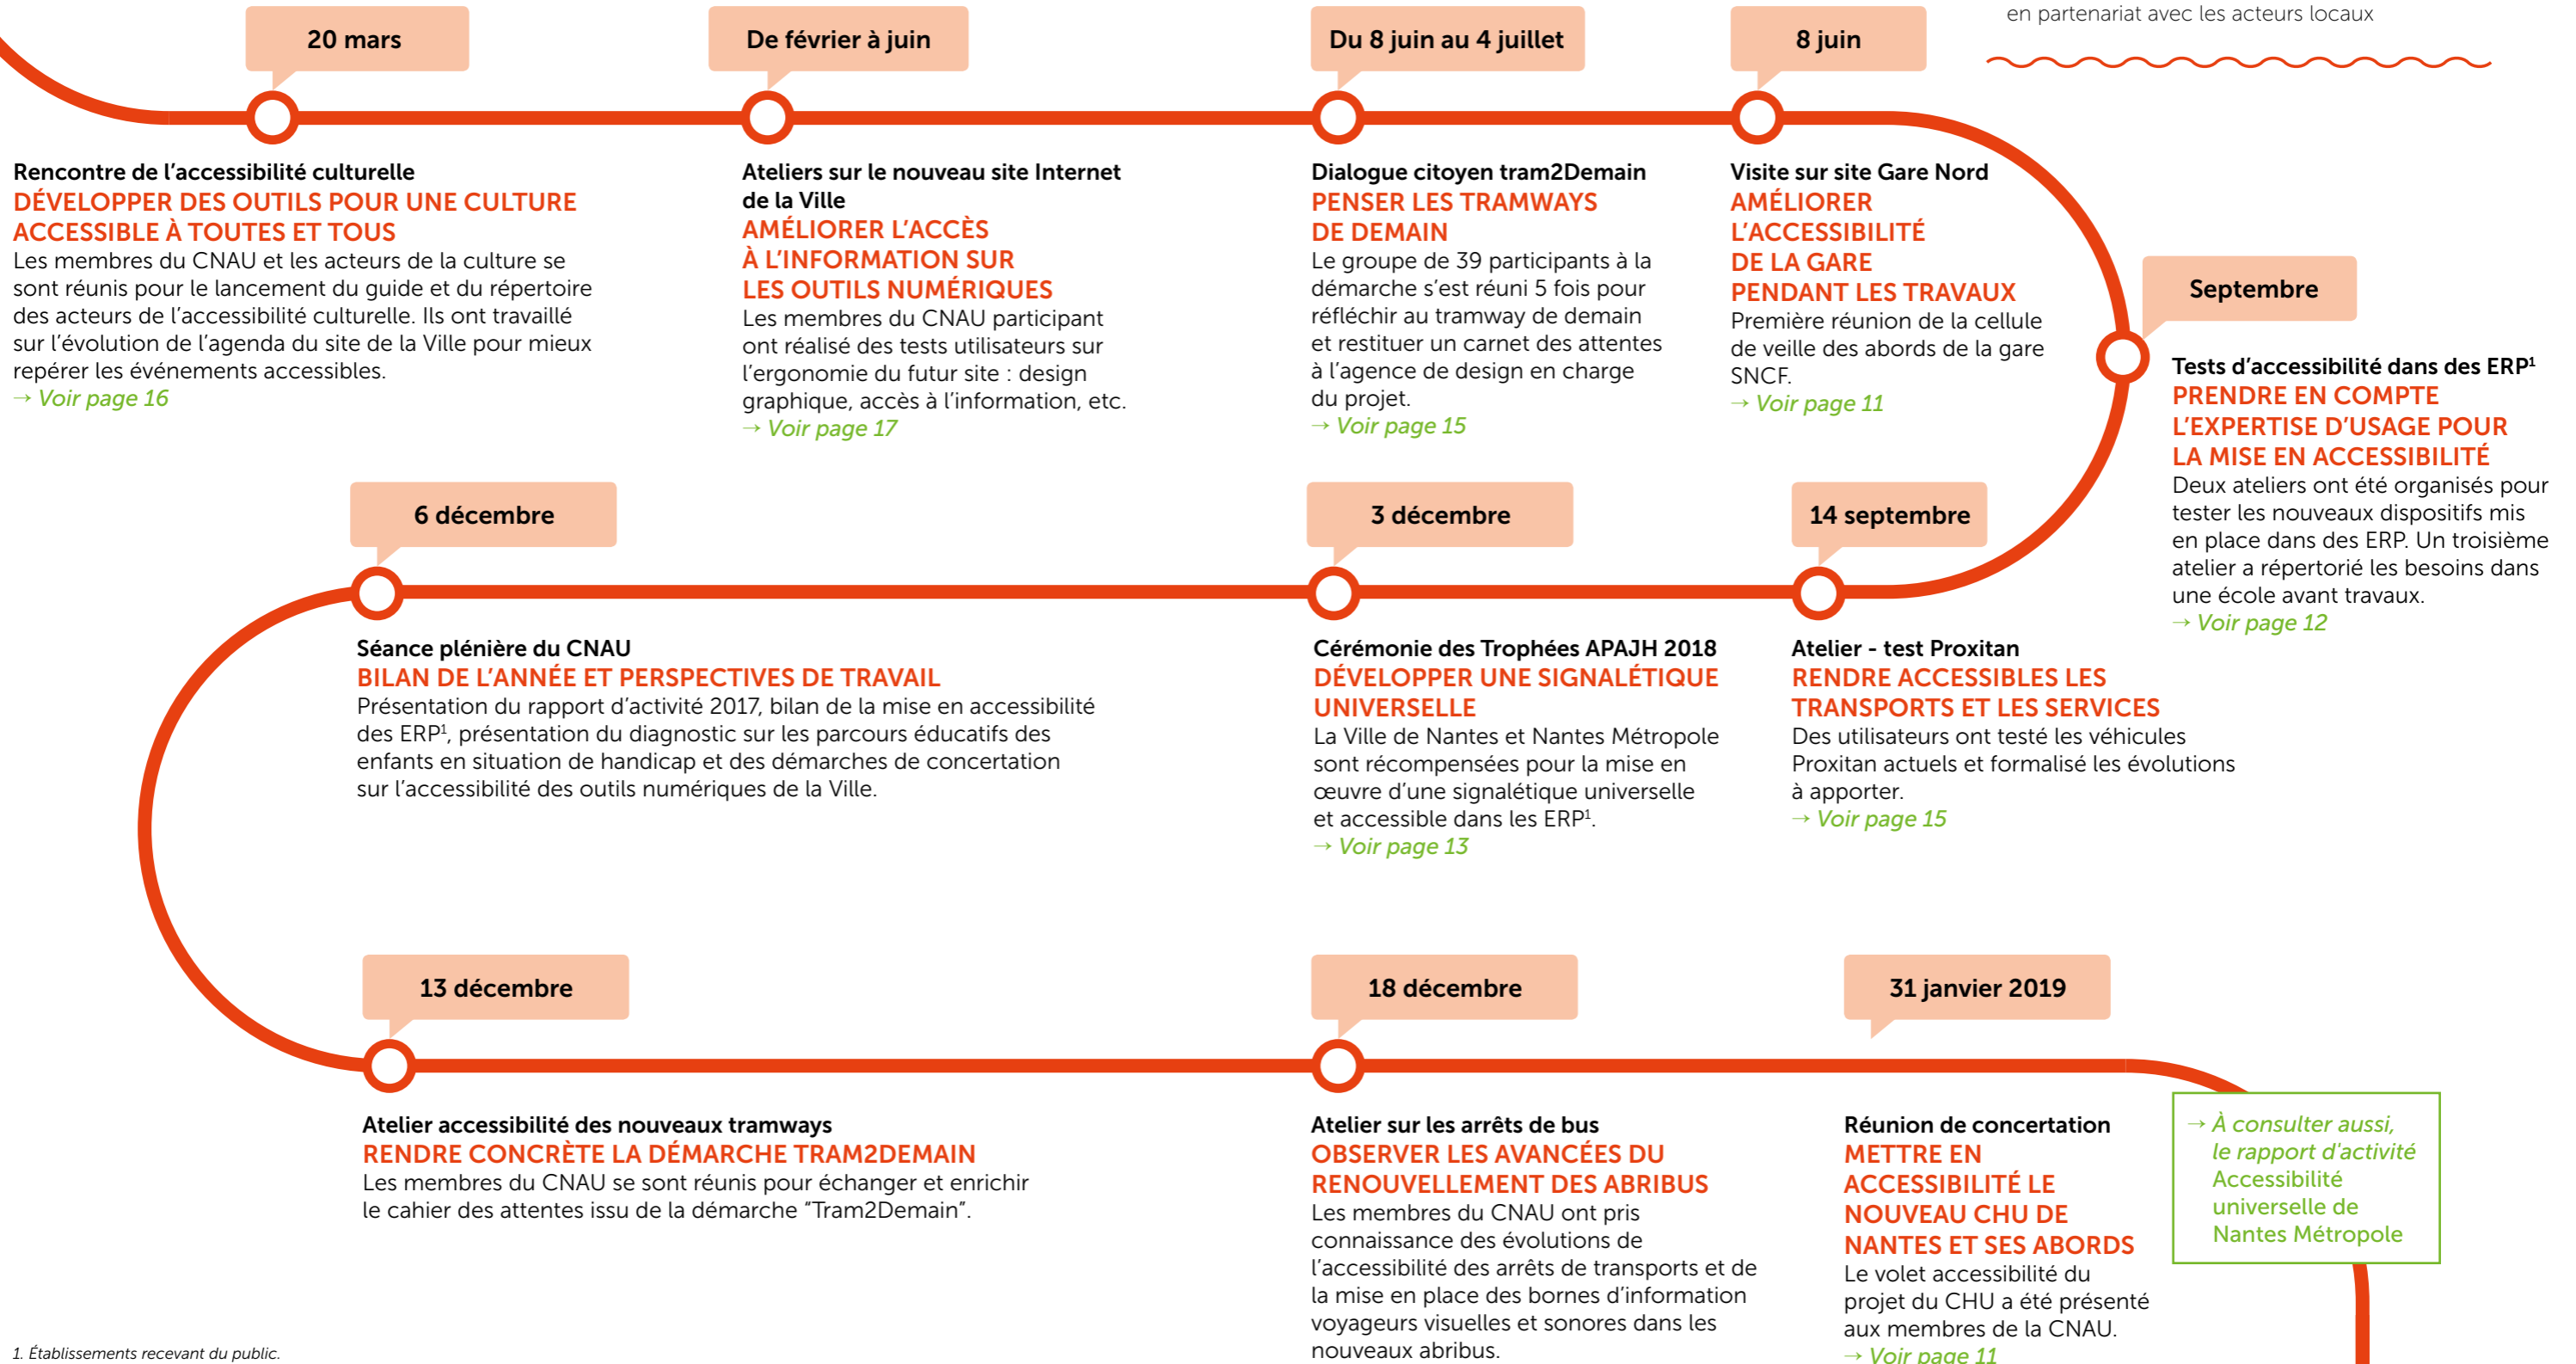 en partenariat avec les acteurs locaux
20 mars
Rencontre de l’accessibilité culturelle
DÉVELOPPER DES OUTILS POUR UNE CULTURE
ACCESSIBLE À TOUTES ET TOUS
Les membres du CNAU et les acteurs de la culture se
sont réunis pour le lancement du guide et du répertoire
des acteurs de l’accessibilité culturelle. Ils ont travaillé
sur l’évolution de l’agenda du site de la Ville pour mieux
repérer les événements accessibles.
→ Voir page 16
De février à juin
Ateliers sur le nouveau site Internet
de la Ville
AMÉLIORER L’ACCÈS
À L’INFORMATION SUR
LES OUTILS NUMÉRIQUES
Les membres du CNAU participant
ont réalisé des tests utilisateurs sur
l’ergonomie du futur site : design
graphique, accès à l’information, etc.
→ Voir page 17
Du 8 juin au 4 juillet
Dialogue citoyen tram2Demain
PENSER LES TRAMWAYS
DE DEMAIN
Le groupe de 39 participants à la
démarche s’est réuni 5 fois pour
réfléchir au tramway de demain
et restituer un carnet des attentes
à l’agence de design en charge
du projet.
→ Voir page 15
8 juin
Visite sur site Gare Nord
AMÉLIORER
L’ACCESSIBILITÉ
DE LA GARE
PENDANT LES TRAVAUX
Première réunion de la cellule
de veille des abords de la gare
SNCF.
→ Voir page 11
Septembre
Tests d’accessibilité dans des ERP¹
PRENDRE EN COMPTE
L’EXPERTISE D’USAGE POUR
LA MISE EN ACCESSIBILITÉ
Deux ateliers ont été organisés pour
tester les nouveaux dispositifs mis
en place dans des ERP. Un troisième
atelier a répertorié les besoins dans
une école avant travaux.
→ Voir page 12
14 septembre
Atelier - test Proxitan
RENDRE ACCESSIBLES LES
TRANSPORTS ET LES SERVICES
Des utilisateurs ont testé les véhicules
Proxitan actuels et formalisé les évolutions
à apporter.
→ Voir page 15
3 décembre
Cérémonie des Trophées APAJH 2018
DÉVELOPPER UNE SIGNALÉTIQUE
UNIVERSELLE
La Ville de Nantes et Nantes Métropole
sont récompensées pour la mise en
œuvre d’une signalétique universelle
et accessible dans les ERP¹.
→ Voir page 13
6 décembre
Séance plénière du CNAU
BILAN DE L’ANNÉE ET PERSPECTIVES DE TRAVAIL
Présentation du rapport d’activité 2017, bilan de la mise en accessibilité
des ERP¹, présentation du diagnostic sur les parcours éducatifs des
enfants en situation de handicap et des démarches de concertation
sur l’accessibilité des outils numériques de la Ville.
13 décembre
Atelier accessibilité des nouveaux tramways
RENDRE CONCRÈTE LA DÉMARCHE TRAM2DEMAIN
Les membres du CNAU se sont réunis pour échanger et enrichir
le cahier des attentes issu de la démarche “Tram2Demain”.
18 décembre
Atelier sur les arrêts de bus
OBSERVER LES AVANCÉES DU
RENOUVELLEMENT DES ABRIBUS
Les membres du CNAU ont pris
connaissance des évolutions de
l’accessibilité des arrêts de transports et de
la mise en place des bornes d’information
voyageurs visuelles et sonores dans les
nouveaux abribus.
31 janvier 2019
Réunion de concertation
METTRE EN
ACCESSIBILITÉ LE
NOUVEAU CHU DE
NANTES ET SES ABORDS
Le volet accessibilité du
projet du CHU a été présenté
aux membres de la CNAU.
→ Voir page 11
→ À consulter aussi,
le rapport d'activité
Accessibilité
universelle de
Nantes Métropole
1. Établissements recevant du public.